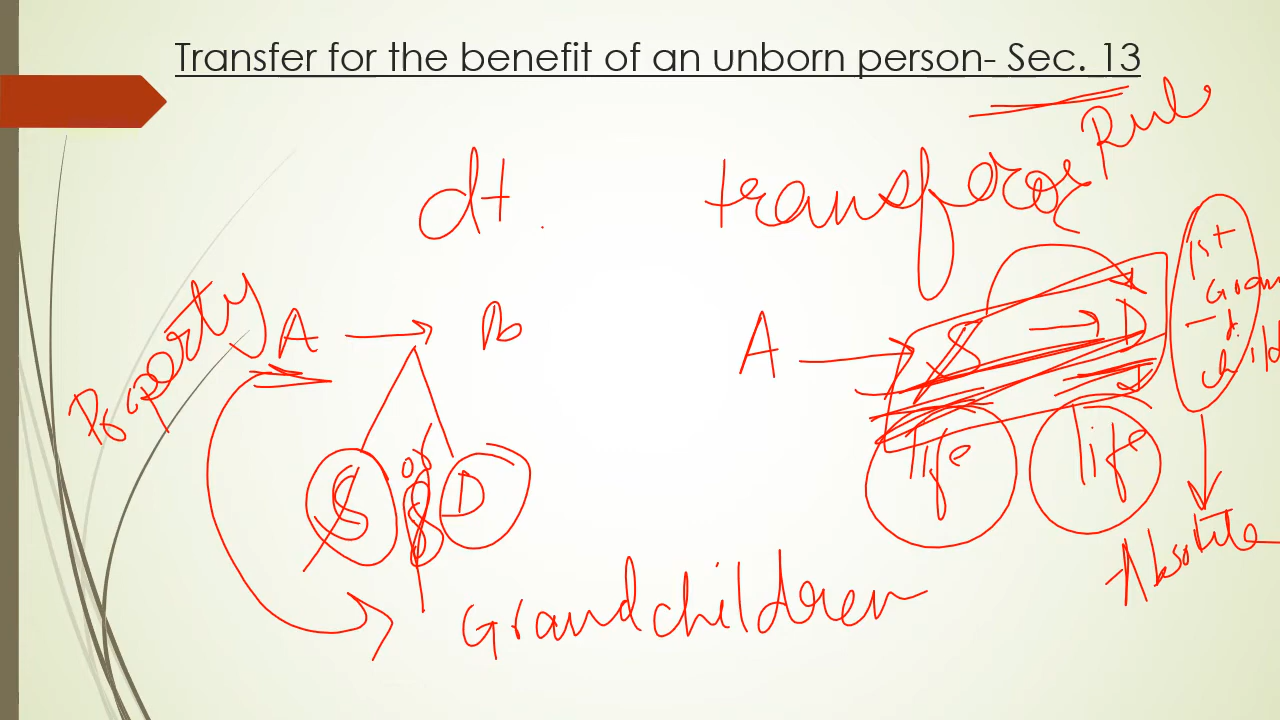 Transfer for the benefit of an unborn person- Sec. 13
Rule
dt. transferor
Property A B
S or D
Grandchildren
A S D
life life
1st
Grand
child
Absolute